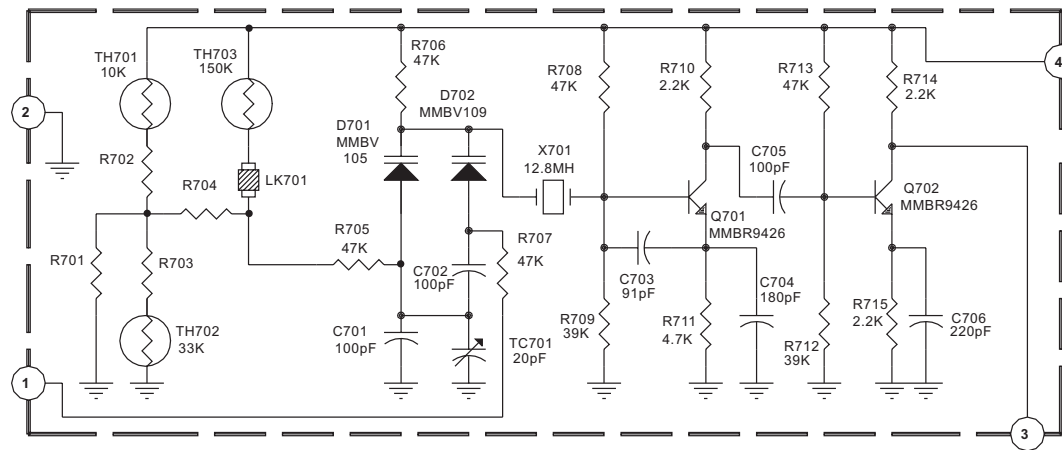 TH701
10K
TH703
150K
R706
47K
D702
MMBV109
D701
MMBV
105
R708
47K
R710
2.2K
R713
47K
R714
2.2K
4
2
R702
R704
LK701
X701
12.8MH
C705
100pF
Q701
MMBR9426
Q702
MMBR9426
R701
R703
R705
47K
C702
100pF
R707
47K
C703
91pF
C704
180pF
TH702
33K
C701
100pF
TC701
20pF
R709
39K
R711
4.7K
R712
39K
R715
2.2K
C706
220pF
1
3